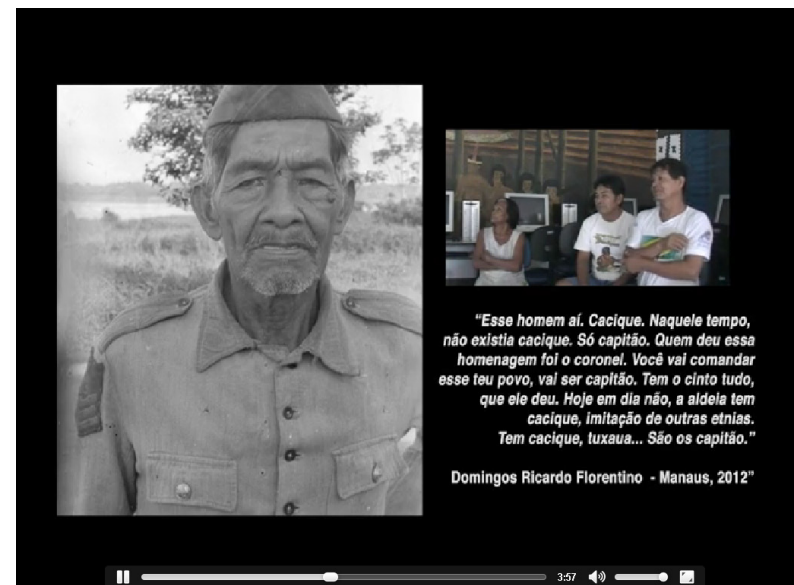 “Esse homem aí. Cacique. Naquele tempo,
não existia cacique. Só capitão. Quem deu essa
homenagem foi o coronel. Você vai comandar
esse teu povo, vai ser capitão. Tem o cinto tudo,
que ele deu. Hoje em dia não, a aldeia tem
cacique, imitação de outras etnias.
Tem cacique, tuxaua... São os capitão.”
Domingos Ricardo Florentino - Manaus, 2012”
3:57